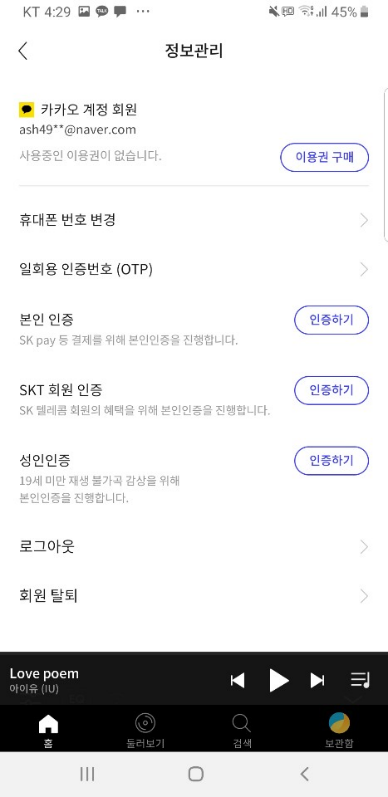 KT 4:29 ··· 45%
정보관리
카카오 계정 회원
ash49**@naver.com
사용중인 이용권이 없습니다.
이용권 구매
휴대폰 번호 변경
일회용 인증번호 (OTP)
본인 인증
인증하기
SK pay 등 결제를 위해 본인인증을 진행합니다.
SKT 회원 인증
인증하기
SK 텔레콤 회원의 혜택을 위해 본인인증을 진행합니다.
성인인증
인증하기
19세 미만 재생 불가곡 감상을 위해
본인인증을 진행합니다.
로그아웃
회원 탈퇴
Love poem
아이유 (IU)
홈 둘러보기 검색 보관함